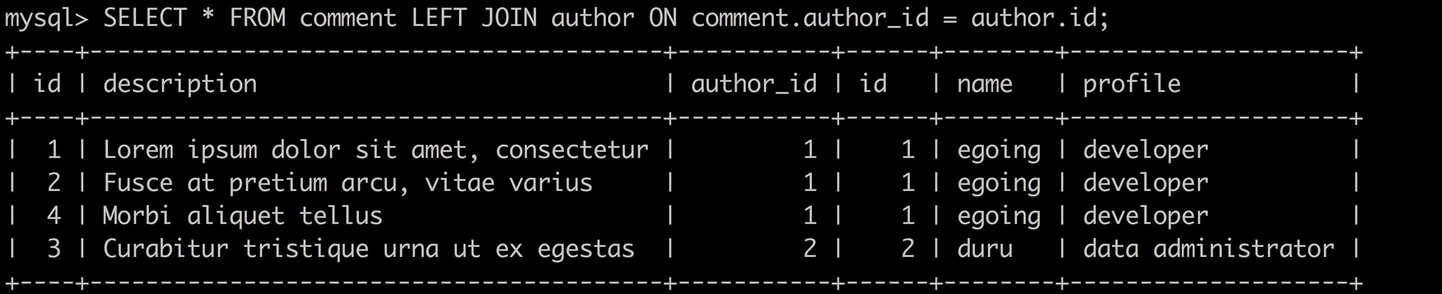 mysql> SELECT * FROM comment LEFT JOIN author ON comment.author_id = author.id;
+----+-----------------------------------------+-----------+------+--------+--------------------+
| id | description                             | author_id | id   | name   | profile            |
+----+-----------------------------------------+-----------+------+--------+--------------------+
|  1 | Lorem ipsum dolor sit amet, consectetur |         1 |    1 | egoing | developer          |
|  2 | Fusce at pretium arcu, vitae varius     |         1 |    1 | egoing | developer          |
|  4 | Morbi aliquet tellus                    |         1 |    1 | egoing | developer          |
|  3 | Curabitur tristique urna ut ex egestas  |         2 |    2 | duru   | data administrator |
+----+-----------------------------------------+-----------+------+--------+--------------------+